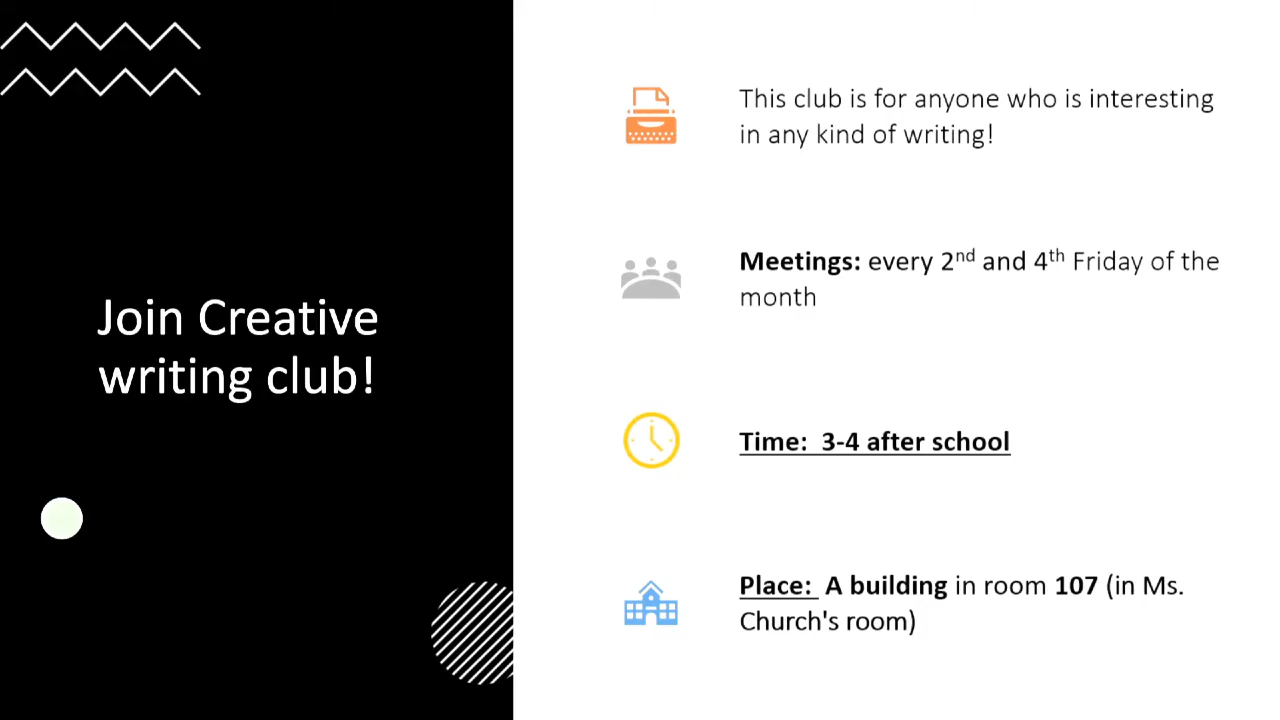 Join Creative
writing club!
This club is for anyone who is interesting
in any kind of writing!
Meetings: every 2nd and 4th Friday of the
month
Time:  3-4 after school
Place:  A building in room 107 (in Ms.
Church's room)